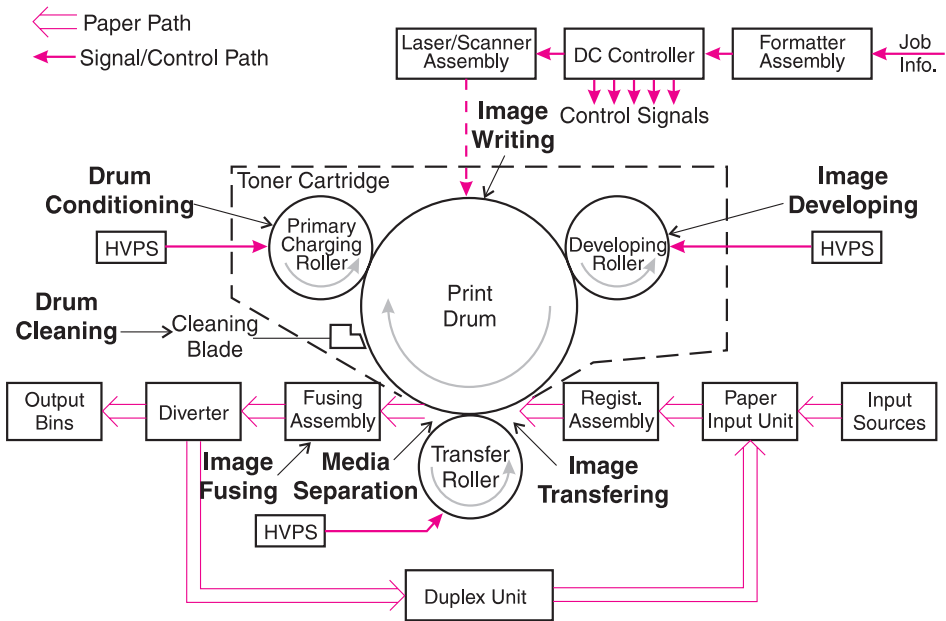 Paper Path
Signal/Control Path
Laser/Scanner
Assembly
DC Controller
Formatter
Assembly
Job
Info.
Control Signals
Image
Writing
Toner Cartridge
Drum
Conditioning
Primary
Charging
Roller
HVPS
Image
Developing
Developing
Roller
HVPS
Print
Drum
Drum
Cleaning
Cleaning
Blade
Output
Bins
Diverter
Fusing
Assembly
Regist.
Assembly
Paper
Input Unit
Input
Sources
Image
Fusing
Media
Separation
Transfer
Roller
Image
Transfering
HVPS
Duplex Unit